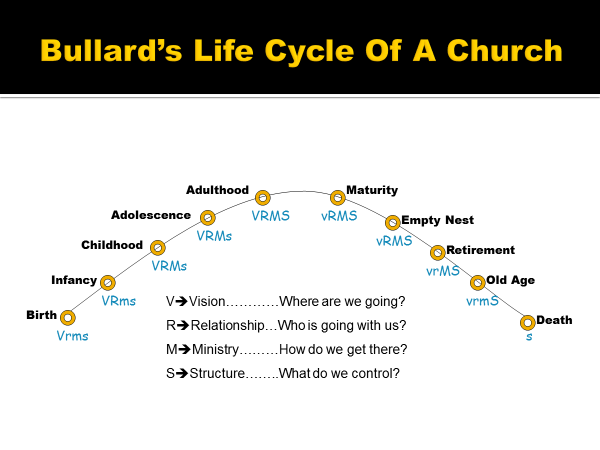 Bullard's Life Cycle Of A Church
Adulthood
Maturity
VRMS
vRMS
Adolescence
Empty Nest
VRMs
vRMS
Childhood
Retirement
VRMs
vrMS
Infancy
Old Age
VRms
vrmS
Birth
Death
Vrms
s
V➔Vision…………Where are we going?
R➔Relationship…Who is going with us?
M➔Ministry………How do we get there?
S➔Structure……..What do we control?